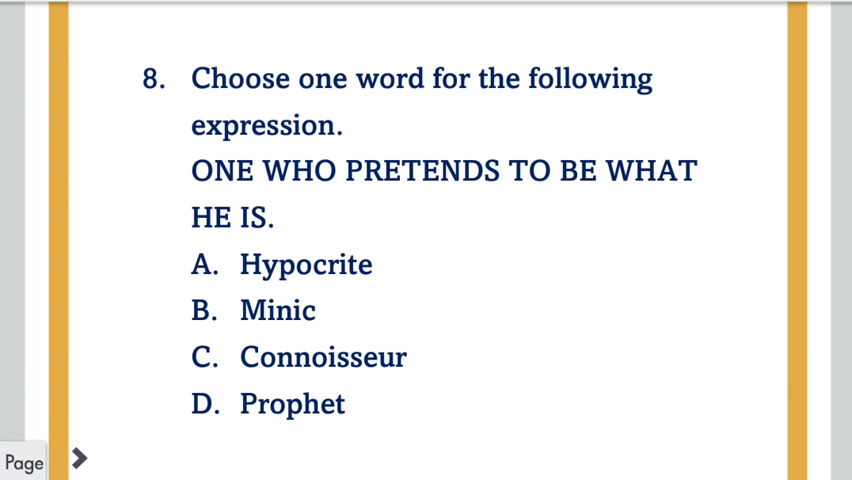 8. Choose one word for the following
expression.
ONE WHO PRETENDS TO BE WHAT
HE IS.
A. Hypocrite
B. Minic
C. Connoisseur
D. Prophet
Page